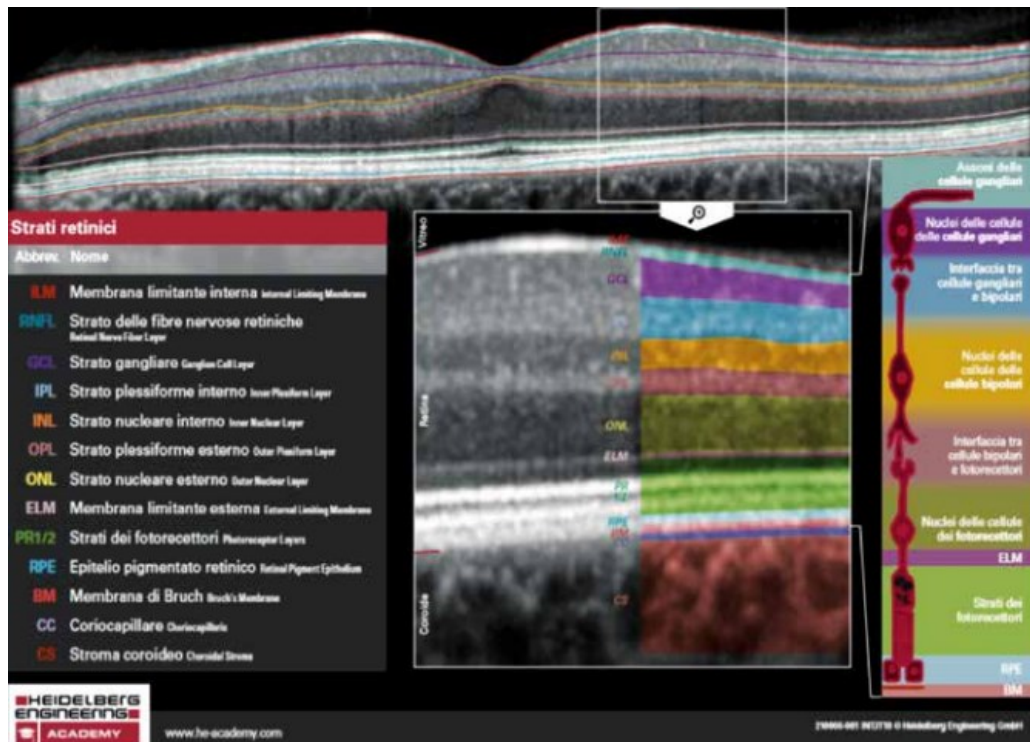 Strati retinici
Abbrev. Nome
ILM Membrana limitante interna Internal Limiting Membrane
RNFL Strato delle fibre nervose retiniche
Retinal Nerve Fiber Layer
GCL Strato gangliare Ganglion Cell Layer
IPL Strato plessiforme interno Inner Plexiform Layer
INL Strato nucleare interno Inner Nuclear Layer
OPL Strato plessiforme esterno Outer Plexiform Layer
ONL Strato nucleare esterno Outer Nuclear Layer
ELM Membrana limitante esterna External Limiting Membrane
PR1/2 Strati dei fotorecettori Photoreceptor Layers
RPE Epitelio pigmentato retinico Retinal Pigment Epithelium
BM Membrana di Bruch Bruch's Membrane
CC Coriocapillare Choriocapillaris
CS Stroma coroideo Choroidal Stroma
Vitreo
Retina
Coroide
ILM
RNFL
GCL
IPL
INL
OPL
ONL
ELM
PR
1/2
RPE
BM
CS
Assoni delle
cellule gangliari
Nuclei delle cellule
delle cellule gangliari
Interfaccia tra
cellule gangliari
e bipolari
Nuclei delle
cellule delle
cellule bipolari
Interfaccia tra
cellule bipolari
e fotorecettori
Nuclei delle cellule
dei fotorecettori
ELM
Strati dei
fotorecettori
RPE
BM
HEIDELBERG
ENGINEERING
ACADEMY
www.he-academy.com
© Heidelberg Engineering GmbH